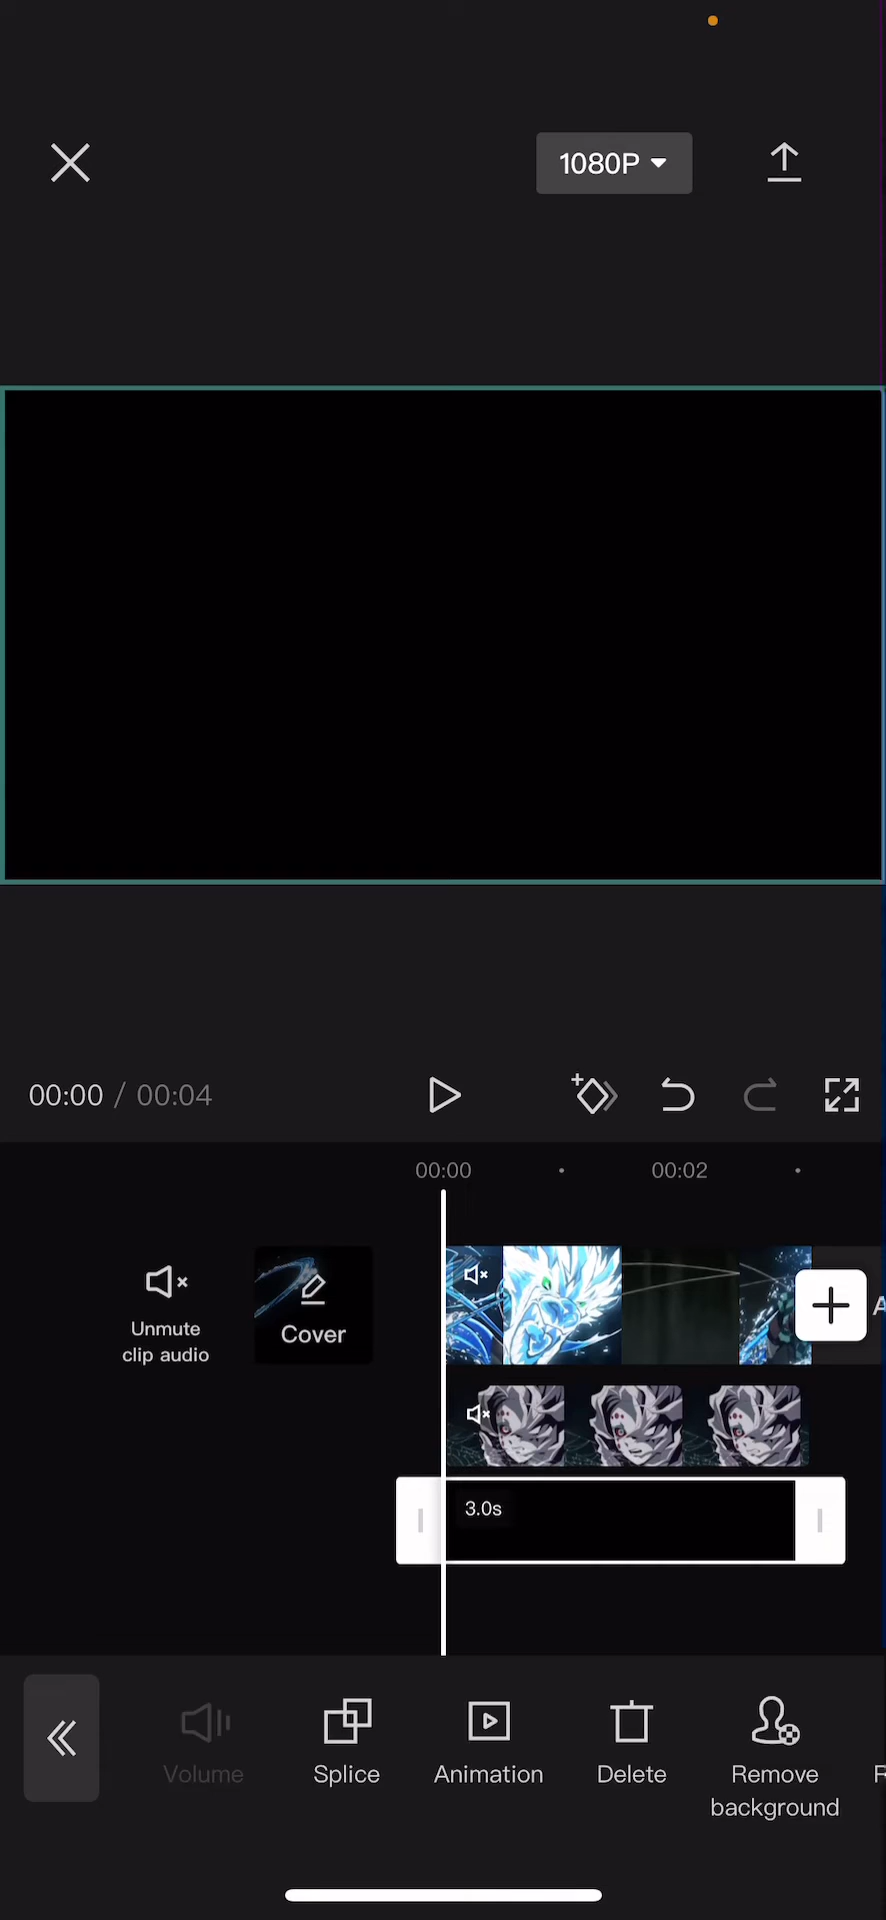 1080P
00:00 / 00:04
00:00
00:02
Unmute
clip audio
Cover
3.0s
Volume
Splice
Animation
Delete
Remove
background